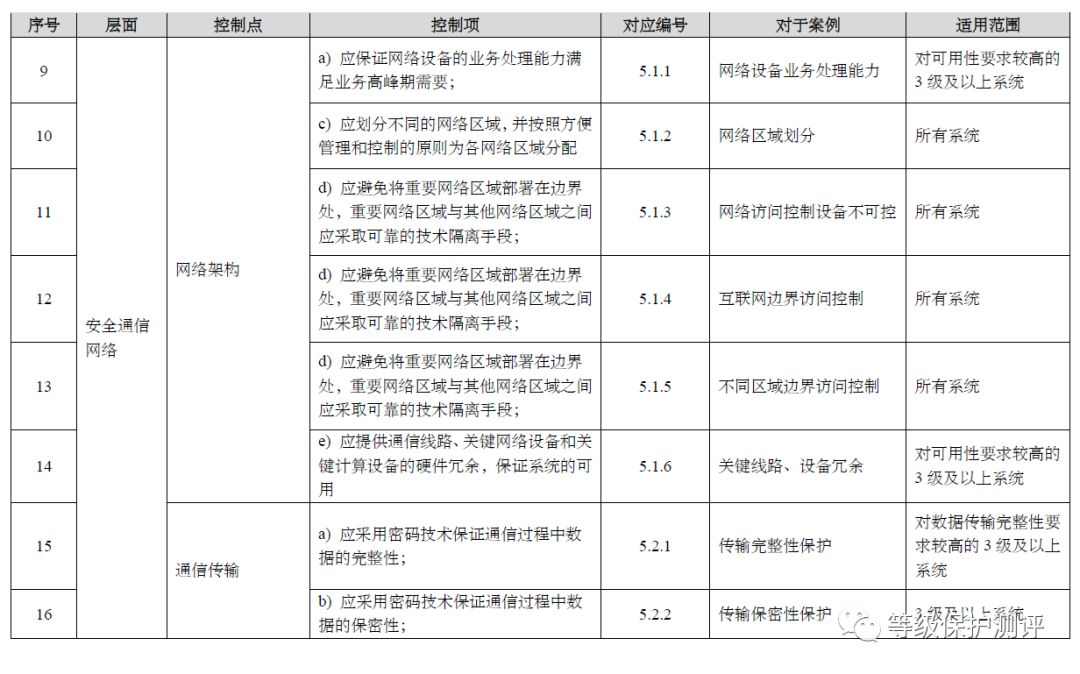 序号 层面 控制点 控制项 对应编号 对于案例 适用范围
9
a) 应保证网络设备的业务处理能力满
足业务高峰期需要；
5.1.1
网络设备业务处理能力
对可用性要求较高的
3 级及以上系统
10
c) 应划分不同的网络区域，并按照方便
管理和控制的原则为各网络区域分配
5.1.2
网络区域划分
所有系统
11
d) 应避免将重要网络区域部署在边界
处，重要网络区域与其他网络区域之间
应采取可靠的技术隔离手段；
5.1.3
网络访问控制设备不可控
所有系统
安全通信
网络
网络架构
12
d) 应避免将重要网络区域部署在边界
处，重要网络区域与其他网络区域之间
应采取可靠的技术隔离手段；
5.1.4
互联网边界访问控制
所有系统
13
d) 应避免将重要网络区域部署在边界
处，重要网络区域与其他网络区域之间
应采取可靠的技术隔离手段；
5.1.5
不同区域边界访问控制
所有系统
14
e) 应提供通信线路、关键网络设备和关
键计算设备的硬件冗余，保证系统的可
用
5.1.6
关键线路、设备冗余
对可用性要求较高的
3 级及以上系统
15
通信传输
a) 应采用密码技术保证通信过程中数
据的完整性；
5.2.1
传输完整性保护
对数据传输完整性要
求较高的 3 级及以上
系统
16
b) 应采用密码技术保证通信过程中数
据的保密性；
5.2.2
传输保密性保护
3 级及以上系统
等级保护测评